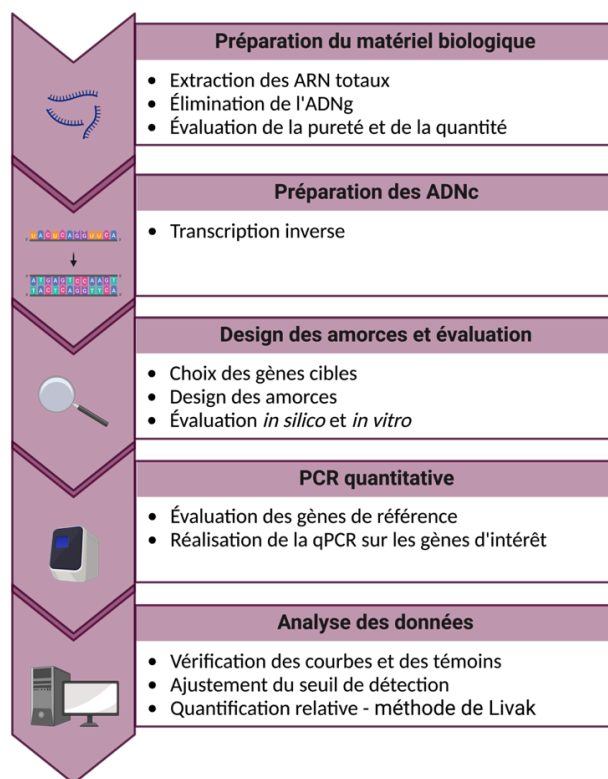 Préparation du matériel biologique
• Extraction des ARN totaux
• Élimination de l'ADNg
• Évaluation de la pureté et de la quantité
Préparation des ADNc
• Transcription inverse
Design des amorces et évaluation
• Choix des gènes cibles
• Design des amorces
• Évaluation in silico et in vitro
PCR quantitative
• Évaluation des gènes de référence
• Réalisation de la qPCR sur les gènes d'intérêt
Analyse des données
• Vérification des courbes et des témoins
• Ajustement du seuil de détection
• Quantification relative - méthode de Livak